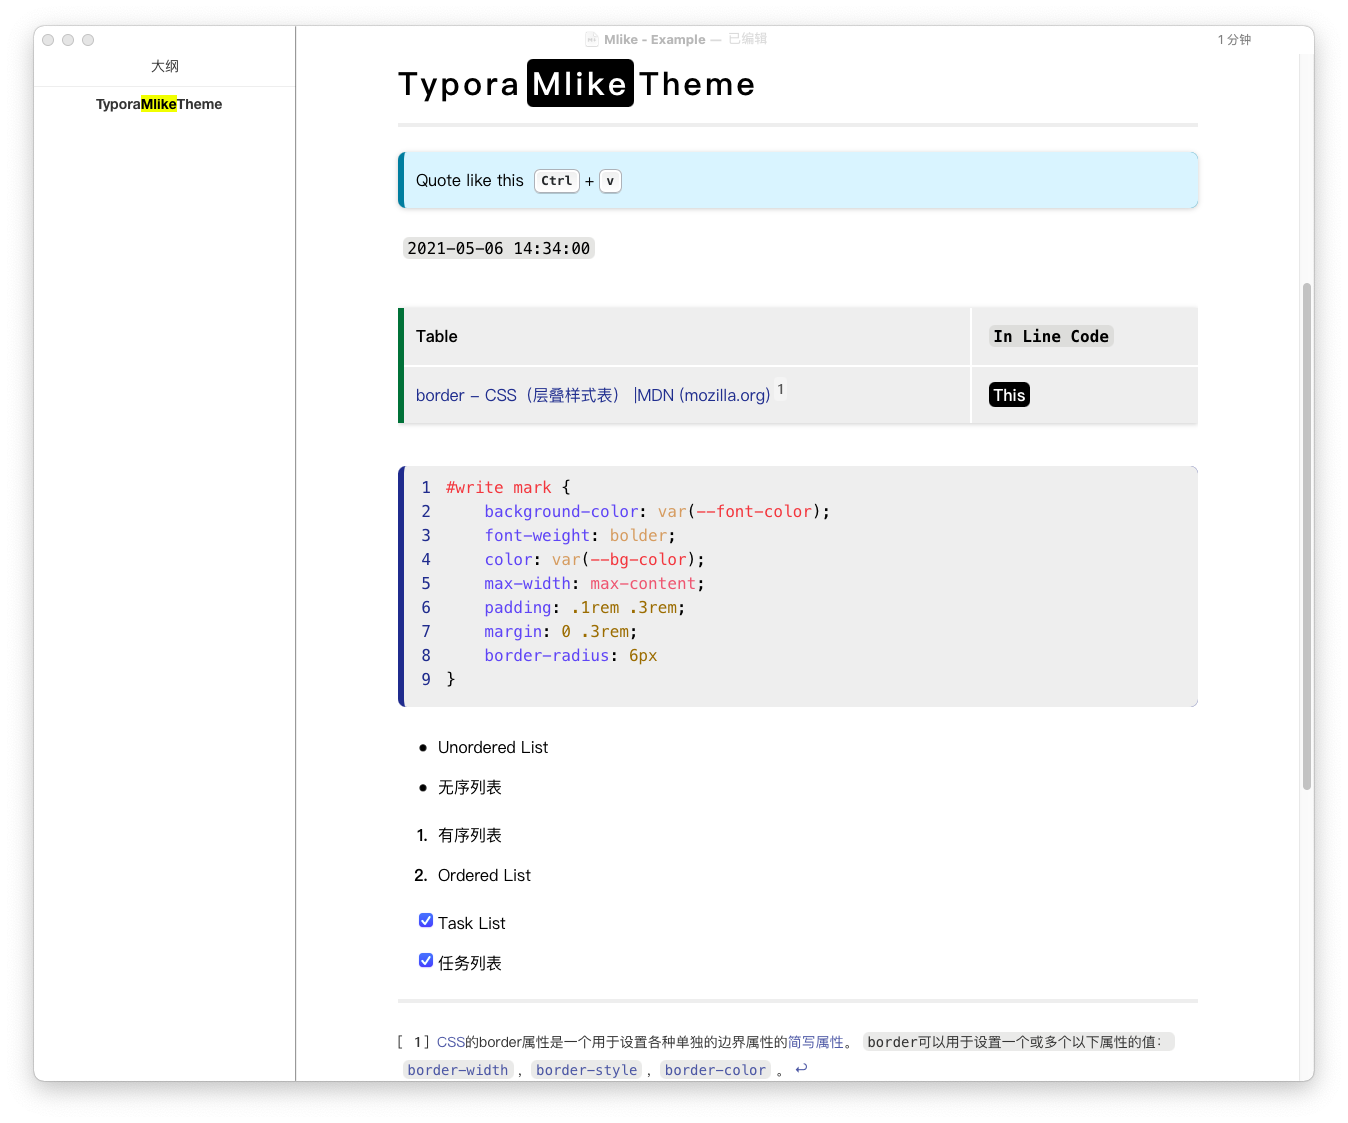 Mlike - Example — 已编辑
1 分钟
大纲
TyporaMlikeTheme
Typora Mlike Theme
Quote like this Ctrl + v
2021-05-06 14:34:00
Table In Line Code
border - CSS（层叠样式表） |MDN (mozilla.org) 1 This
1 #write mark {
2 background-color: var(--font-color);
3 font-weight: bolder;
4 color: var(--bg-color);
5 max-width: max-content;
6 padding: .1rem .3rem;
7 margin: 0 .3rem;
8 border-radius: 6px
9 }
● Unordered List
● 无序列表
1. 有序列表
2. Ordered List
Task List
任务列表
[ 1] CSS的border属性是一个用于设置各种单独的边界属性的简写属性。 border可以用于设置一个或多个以下属性的值：
border-width ， border-style ， border-color 。 ↩